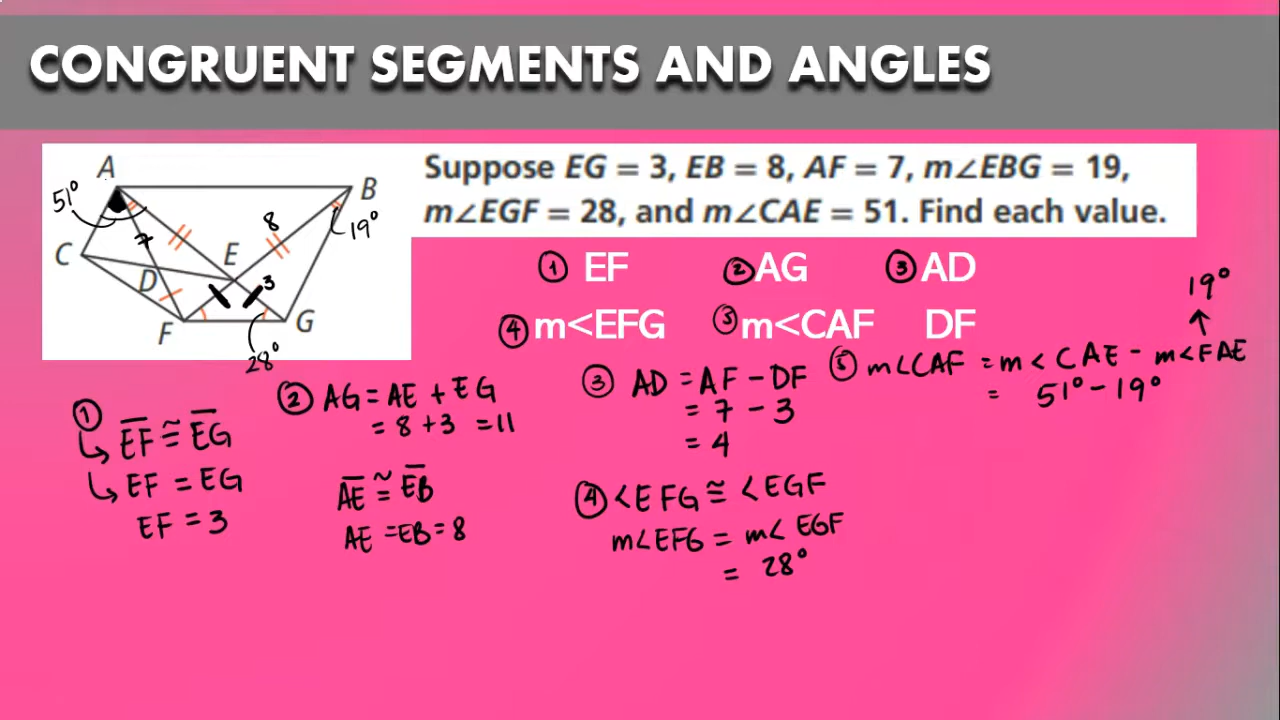 CONGRUENT SEGMENTS AND ANGLES
A
B
C
D
E
F
G
51°
7
8
19°
3
28°
Suppose EG = 3, EB = 8, AF = 7, m∠EBG = 19,
m∠EGF = 28, and m∠CAE = 51. Find each value.
① EF ② AG ③ AD
④ m<EFG ⑤ m<CAF DF
19°
① EF ≅ EG
EF = EG
EF = 3
② AG = AE + EG
= 8 + 3 = 11
AE ≅ EB
AE = EB = 8
③ AD = AF - DF
= 7 - 3
= 4
④ <EFG ≅ <EGF
m<EFG = m< EGF
= 28°
⑤ m<CAF = m< CAE - m<FAE
= 51° - 19°